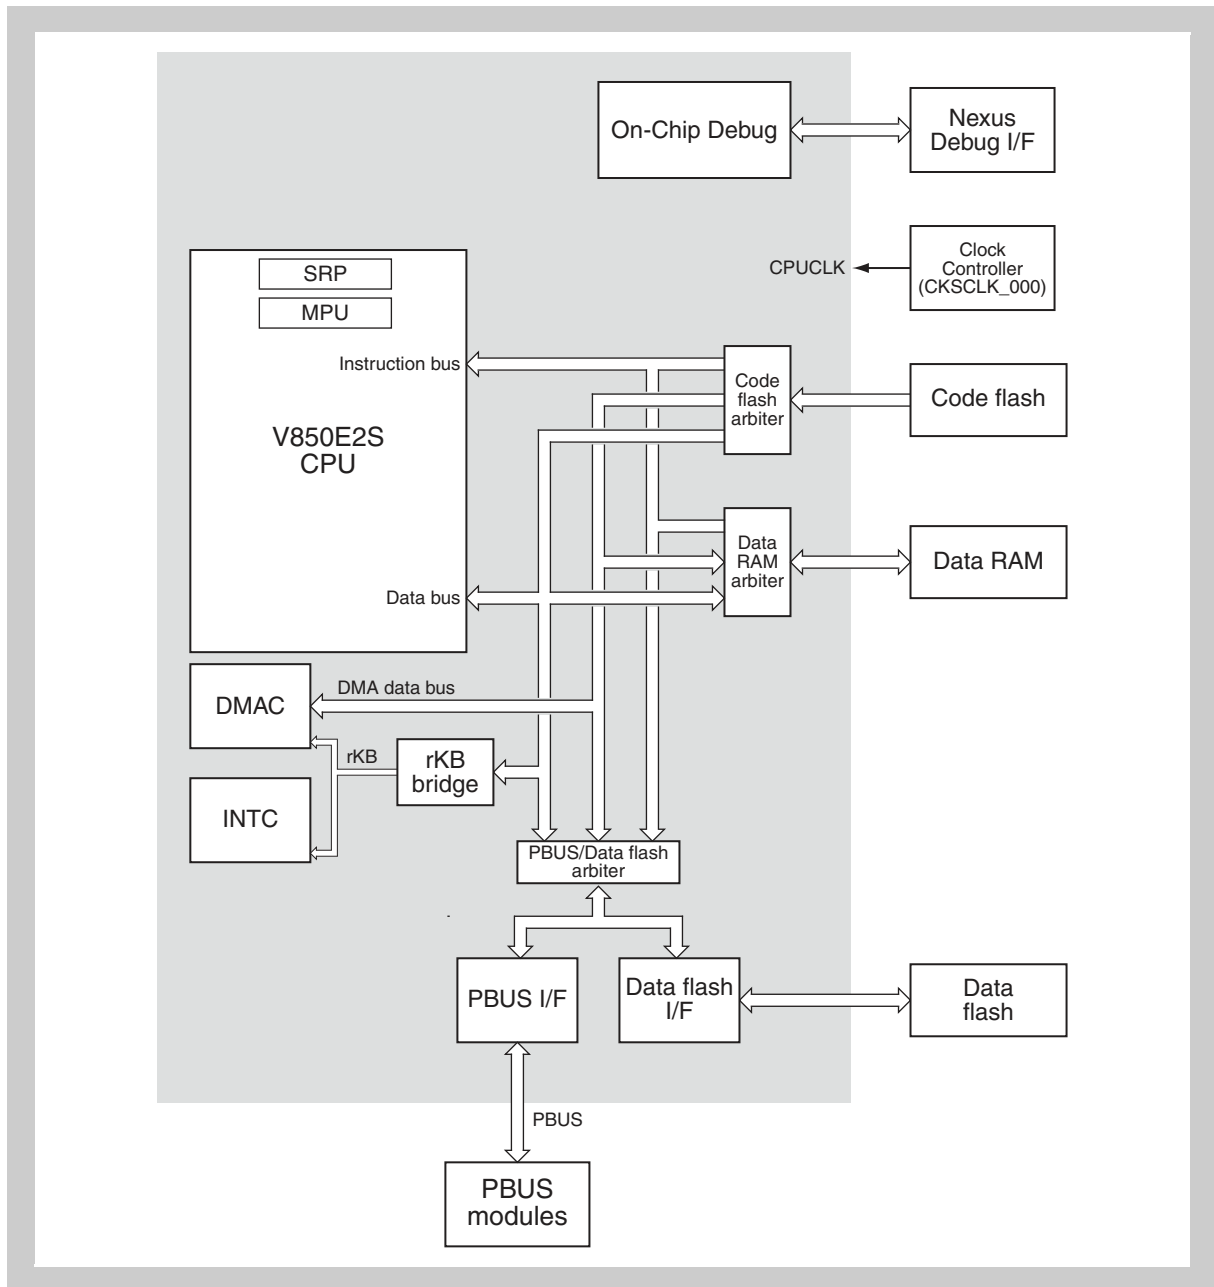 On-Chip Debug
Nexus
Debug I/F
CPUCLK
Clock
Controller
(CKSCLK_000)
SRP
MPU
Instruction bus
V850E2S
CPU
Data bus
Code
flash
arbiter
Code flash
Data
RAM
arbiter
Data RAM
DMAC
DMA data bus
rKB
rKB
bridge
INTC
PBUS/Data flash
arbiter
PBUS I/F
Data flash
I/F
Data
flash
PBUS
PBUS
modules